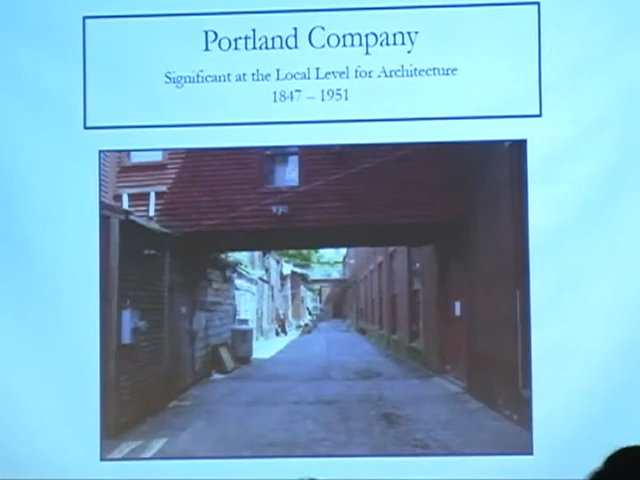 Portland Company
Significant at the Local Level for Architecture
1847 – 1951